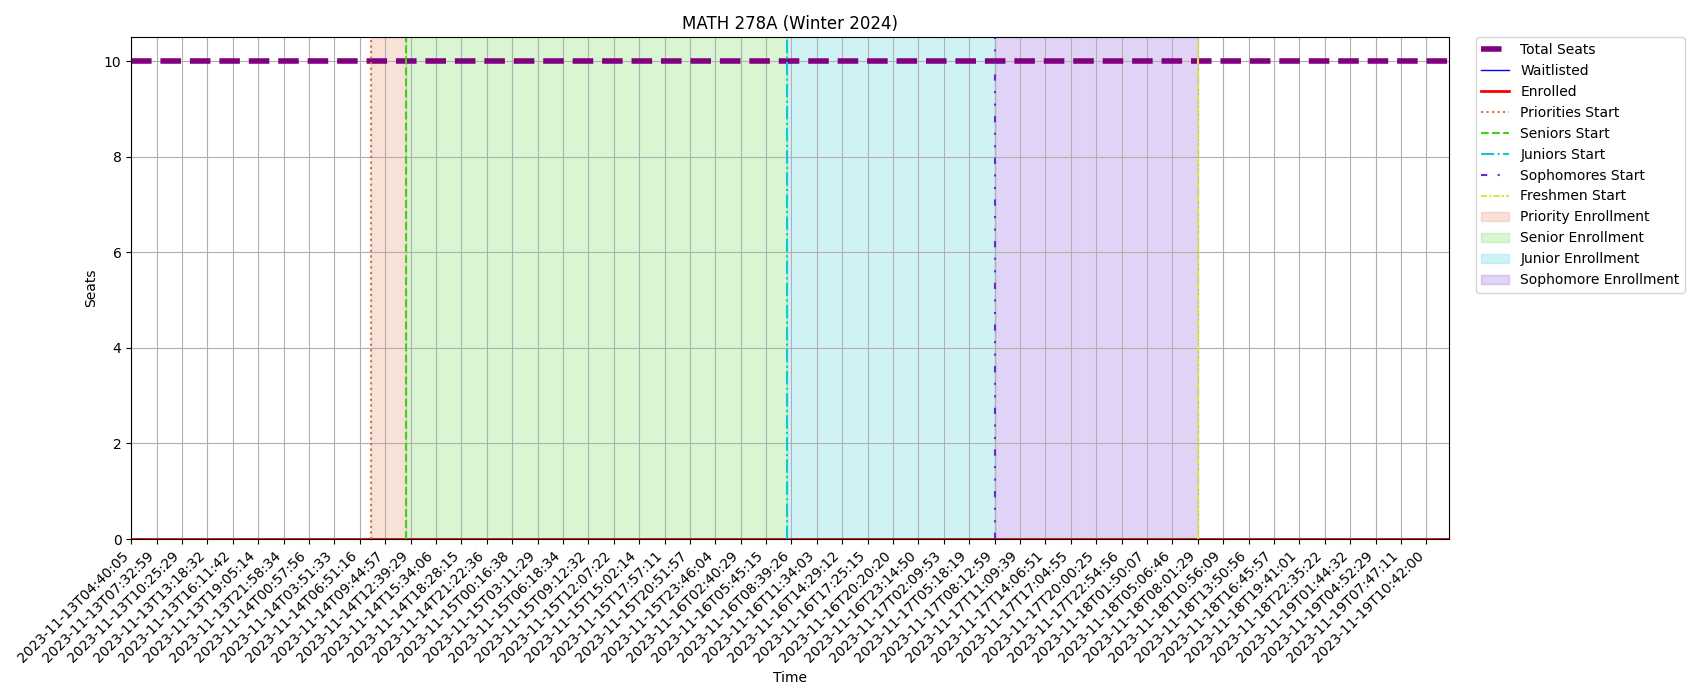 MATH 278A (Winter 2024)
Seats
10
8
6
4
2
0
2023-11-13T04:40:05
2023-11-13T07:32:59
2023-11-13T10:25:29
2023-11-13T13:18:32
2023-11-13T16:11:42
2023-11-13T19:05:14
2023-11-13T21:58:34
2023-11-14T00:57:56
2023-11-14T03:51:33
2023-11-14T06:51:16
2023-11-14T09:44:57
2023-11-14T12:39:29
2023-11-14T15:34:06
2023-11-14T18:28:15
2023-11-14T21:22:36
2023-11-15T00:16:38
2023-11-15T03:11:29
2023-11-15T06:18:34
2023-11-15T09:12:32
2023-11-15T12:07:22
2023-11-15T15:02:14
2023-11-15T17:57:11
2023-11-15T20:51:57
2023-11-15T23:46:04
2023-11-16T02:40:29
2023-11-16T05:45:15
2023-11-16T08:39:26
2023-11-16T11:34:03
2023-11-16T14:29:12
2023-11-16T17:25:15
2023-11-16T20:20:20
2023-11-16T23:14:50
2023-11-17T02:09:53
2023-11-17T05:18:19
2023-11-17T08:12:59
2023-11-17T11:09:39
2023-11-17T14:06:51
2023-11-17T17:04:55
2023-11-17T20:00:25
2023-11-17T22:54:56
2023-11-18T01:50:07
2023-11-18T05:06:46
2023-11-18T08:01:29
2023-11-18T10:56:09
2023-11-18T13:50:56
2023-11-18T16:45:57
2023-11-18T19:41:01
2023-11-18T22:35:22
2023-11-19T01:44:32
2023-11-19T04:52:29
2023-11-19T07:47:11
2023-11-19T10:42:00
Time
Total Seats
Waitlisted
Enrolled
Priorities Start
Seniors Start
Juniors Start
Sophomores Start
Freshmen Start
Priority Enrollment
Senior Enrollment
Junior Enrollment
Sophomore Enrollment